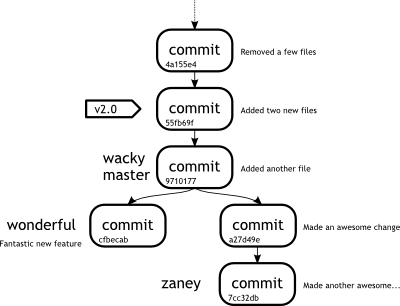 commit
4a155e4
Removed a few files
v2.0
commit
55fb69f
Added two new files
wacky
master
commit
9710177
Added another file
wonderful
Fantastic new feature
commit
cfbecab
commit
a27d49e
Made an awesome change
zaney
commit
7cc32db
Made another awesome...